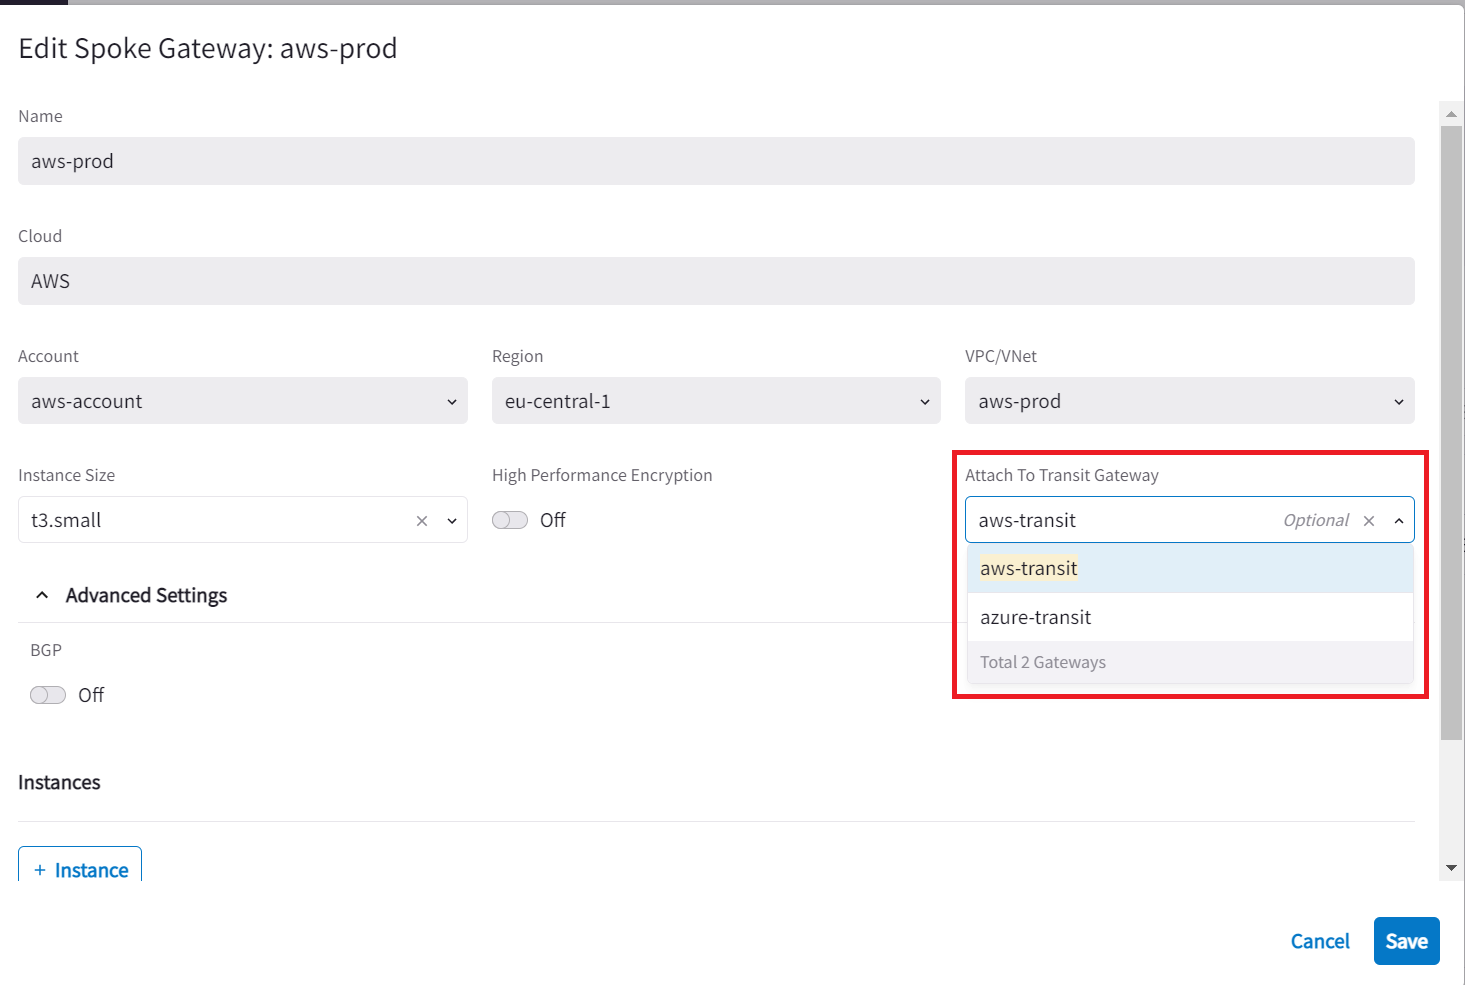 Edit Spoke Gateway: aws-prod
Name
aws-prod
Cloud
AWS
Account
Region
VPC/VNet
aws-account
eu-central-1
aws-prod
Instance Size
High Performance Encryption
Attach To Transit Gateway
t3.small
Off
aws-transit
Optional
aws-transit
azure-transit
Total 2 Gateways
Advanced Settings
BGP
Off
Instances
+ Instance
Cancel
Save